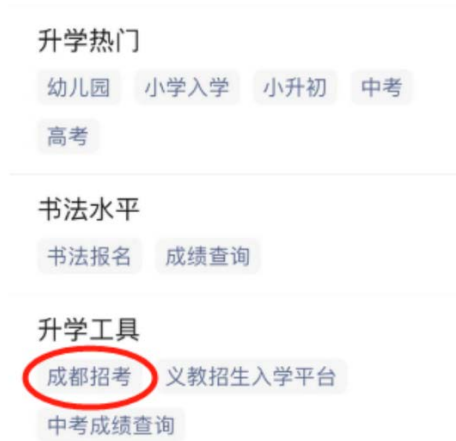 升学热门
幼儿园 小学入学 小升初 中考
高考
书法水平
书法报名 成绩查询
升学工具
成都招考 义教招生入学平台
中考成绩查询